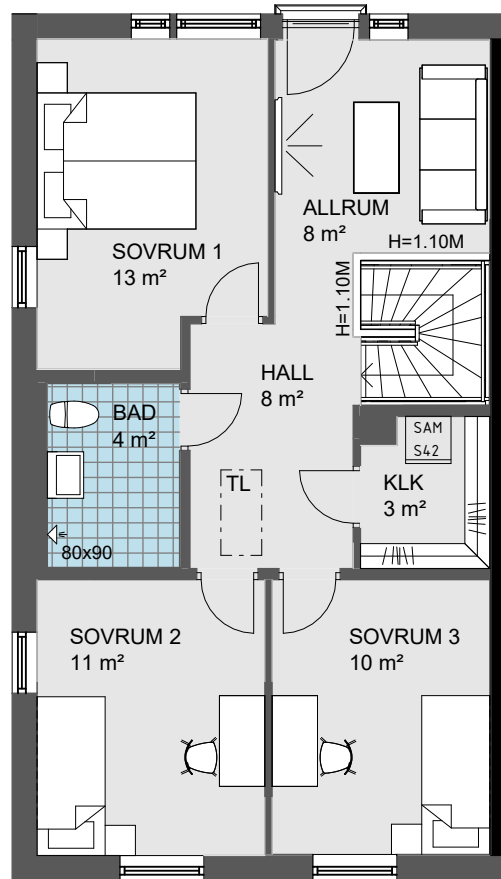 ALLRUM
8 m²
H=1.10M
SOVRUM 1
13 m²
H=1.10M
HALL
8 m²
BAD
4 m²
SAM
S42
KLK
3 m²
TL
80x90
SOVRUM 2
11 m²
SOVRUM 3
10 m²